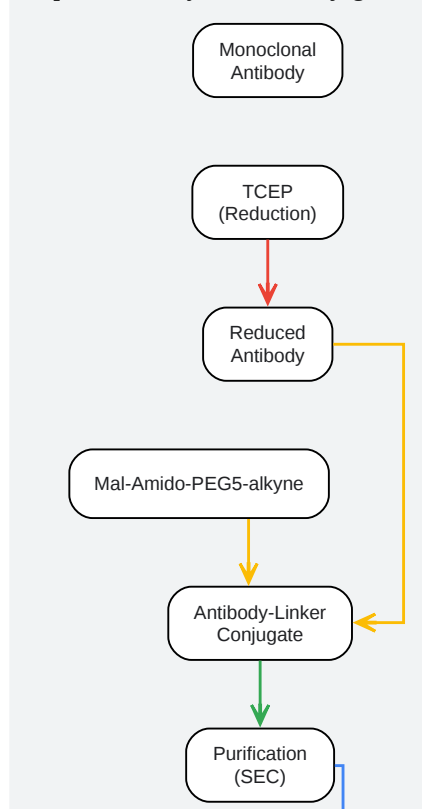 Monoclonal
Antibody
TCEP
(Reduction)
Reduced
Antibody
Mal-Amido-PEG5-alkyne
Antibody-Linker
Conjugate
Purification
(SEC)